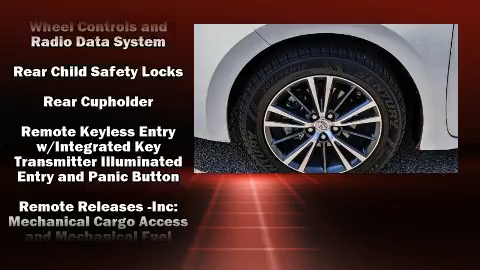 Wheel Controls and
Radio Data System
Rear Child Safety Locks
Rear Cupholder
Remote Keyless Entry
w/Integrated Key
Transmitter Illuminated
Entry and Panic Button
Remote Releases -Inc:
Mechanical Cargo Access
and Mechanical Fuel